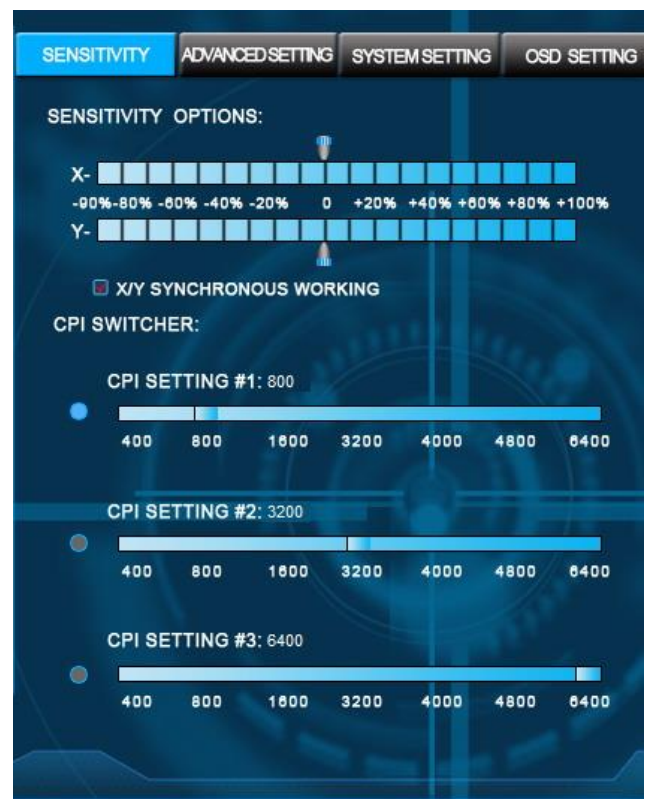 SENSITIVITY ADVANCED SETTING SYSTEM SETTING OSD SETTING
SENSITIVITY OPTIONS:
X-
-90% -80% -60% -40% -20% 0 +20% +40% +60% +80% +100%
Y-
X/Y SYNCHRONOUS WORKING
CPI SWITCHER:
CPI SETTING #1: 800
400 800 1600 3200 4000 4800 6400
CPI SETTING #2: 3200
400 800 1600 3200 4000 4800 6400
CPI SETTING #3: 6400
400 800 1600 3200 4000 4800 6400